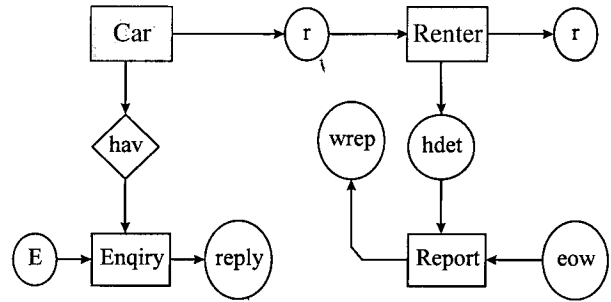 Car
r
Renter
r
hav
wrep
hdet
E
Enqiry
reply
Report
eow